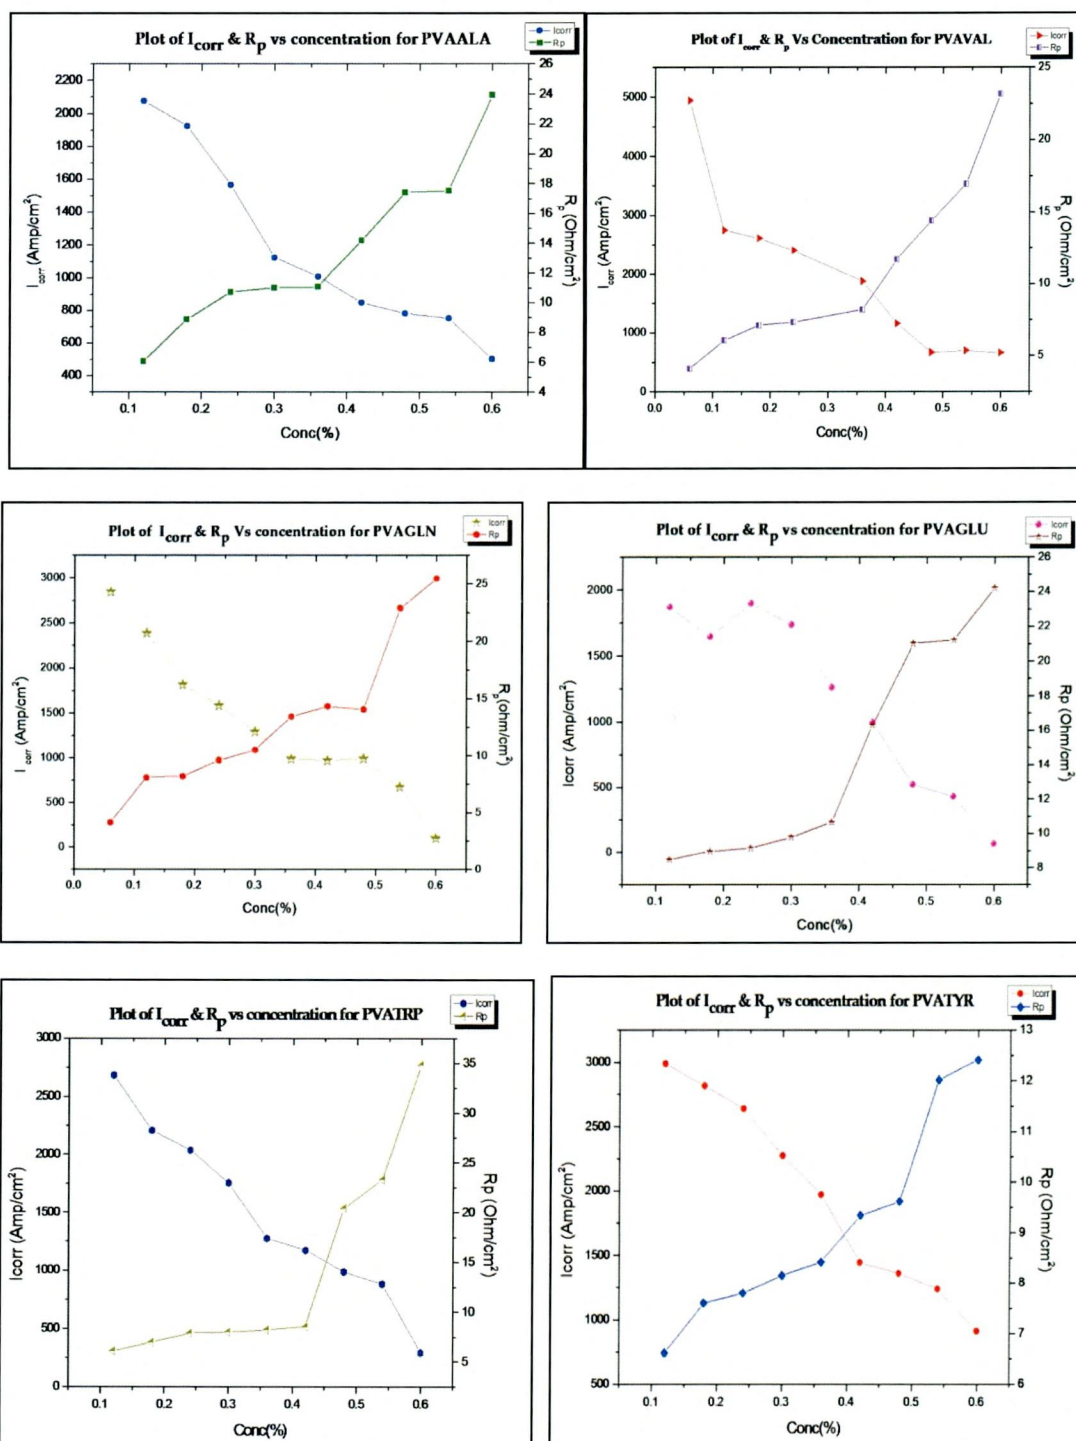 Plot of Icorr & Rp vs concentration for PVAALA
Icorr
Rp
2200
2000
1800
1600
1400
1200
1000
800
600
400
26
24
22
20
18
16
14
12
10
8
6
4
0.1 0.2 0.3 0.4 0.5 0.6
Icorr (Amp/cm²)
Rp (Ohm/cm²)
Conc(%)
Plot of Icorr & Rp Vs Concentration for PVAVAL
Icorr
Rp
5000
4000
3000
2000
1000
0
25
20
15
10
5
0.0 0.1 0.2 0.3 0.4 0.5 0.6
Icorr (Amp/cm²)
Rp (Ohm/cm²)
Conc(%)
Plot of Icorr & Rp Vs concentration for PVAGLN
Icorr
Rp
3000
2500
2000
1500
1000
500
0
25
20
15
10
5
0
0.0 0.1 0.2 0.3 0.4 0.5 0.6
Icorr (Amp/cm²)
Rp (ohm/cm²)
Conc(%)
Plot of Icorr & Rp vs concentration for PVAGLU
Icorr
Rp
2000
1500
1000
500
0
26
24
22
20
18
16
14
12
10
8
0.1 0.2 0.3 0.4 0.5 0.6
Icorr (Amp/cm²)
Rp (Ohm/cm²)
Conc(%)
Plot of Icorr & Rp vs concentration for PVATRP
Icorr
Rp
3000
2500
2000
1500
1000
500
0
35
30
25
20
15
10
5
0.1 0.2 0.3 0.4 0.5 0.6
Icorr (Amp/cm²)
Rp (Ohm/cm²)
Conc(%)
Plot of Icorr & Rp vs concentration for PVATYR
Icorr
Rp
3000
2500
2000
1500
1000
500
13
12
11
10
9
8
7
6
0.1 0.2 0.3 0.4 0.5 0.6
Icorr (Amp/cm²)
Rp (Ohm/cm²)
Conc(%)